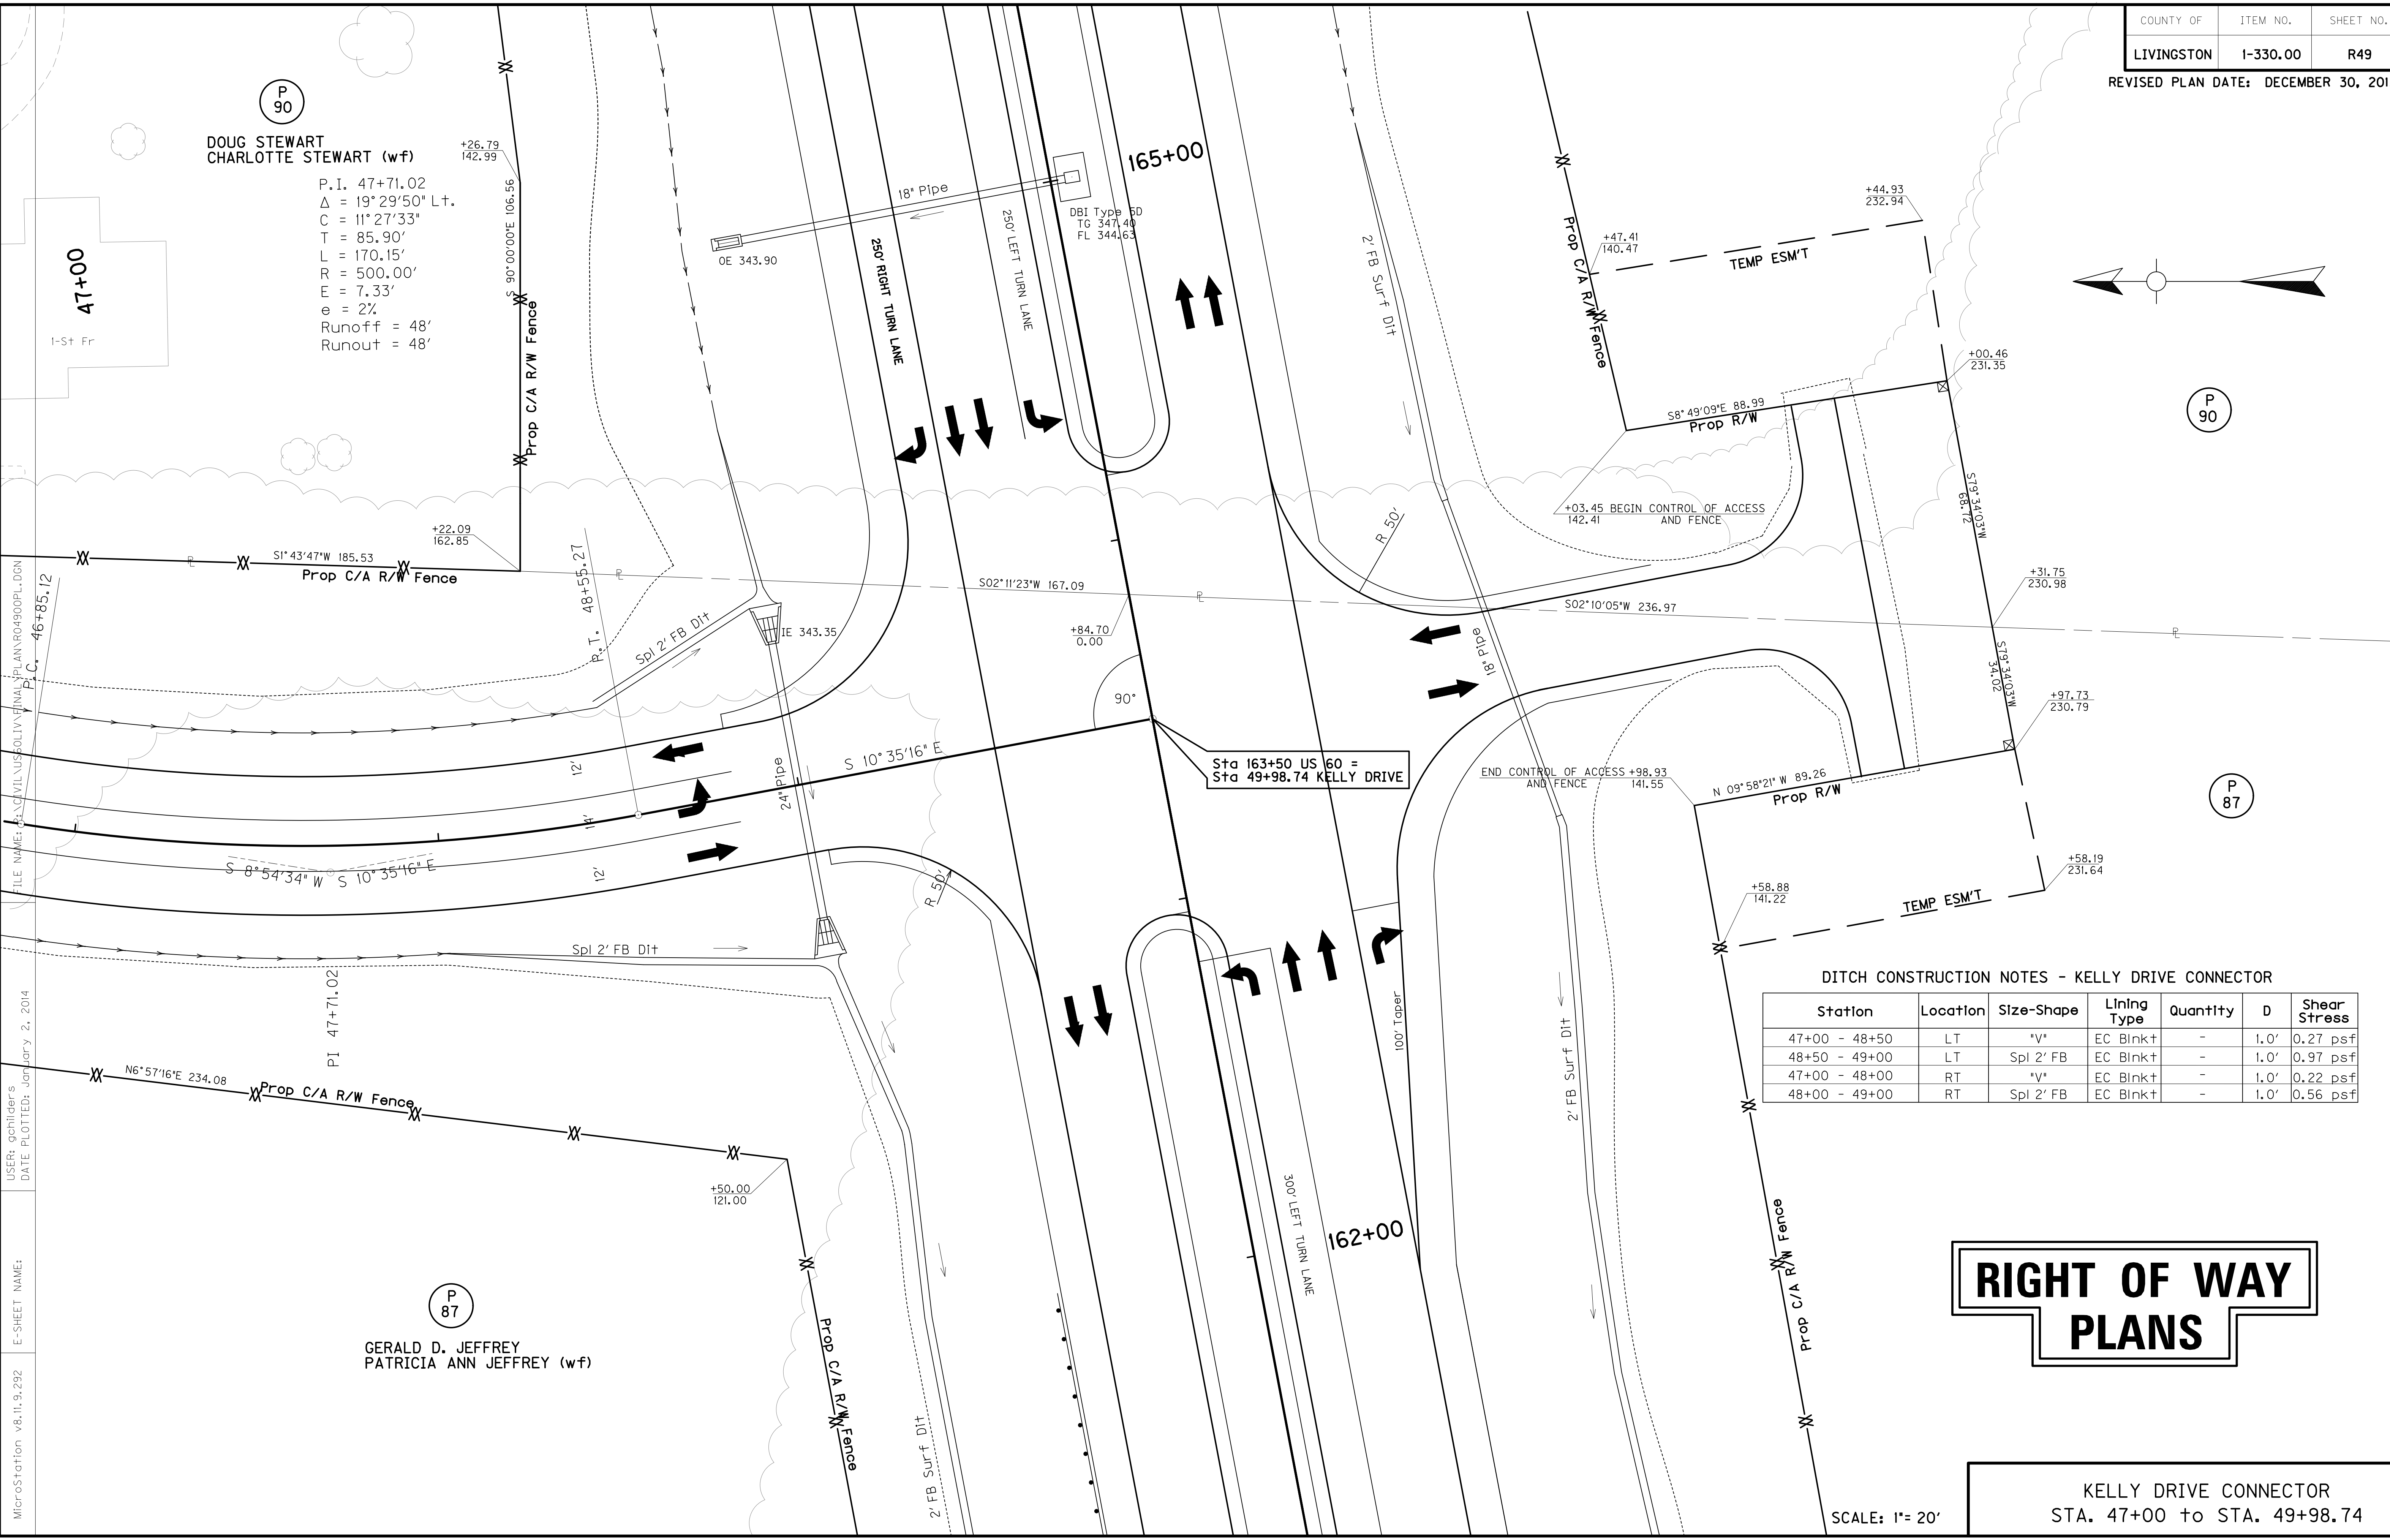 COUNTY OF ITEM NO. SHEET NO.
LIVINGSTON 1-330.00 R49
REVISED PLAN DATE: DECEMBER 30, 201
P
90
DOUG STEWART
CHARLOTTE STEWART (wf)
P.I. 47+71.02
Δ = 19°29'50" Lt.
C = 11°27'33"
T = 85.90'
L = 170.15'
R = 500.00'
E = 7.33'
e = 2%
Runoff = 48'
Runout = 48'
47+00
1-St Fr
+26.79
142.99
S 90°00'00"E 106.56
Prop C/A R/W Fence
+22.09
162.85
S1°43'47"W 185.53
Prop C/A R/W Fence
P.C. 46+85.12
P.T. 48+55.27
18" Pipe
OE 343.90
DBI Type 5D
TG 347.40
FL 344.63
165+00
250' RIGHT TURN LANE
250' LEFT TURN LANE
2' FB Surf Dit
Prop C/A R/W Fence
+47.41
140.47
TEMP ESM'T
+44.93
232.94
+00.46
231.35
S8°49'09"E 88.99
Prop R/W
P
90
+03.45 BEGIN CONTROL OF ACCESS
142.41 AND FENCE
S79°34'03"W
68.72
R 50'
S02°11'23"W 167.09
S02°10'05"W 236.97
+31.75
230.98
+84.70
0.00
Spl 2' FB Dit
IE 343.35
18" Pipe
S79°34'03"W
34.02
+97.73
230.79
90°
S 10°35'16" E
24" Pipe
12'
14'
12'
Sta 163+50 US 60 =
Sta 49+98.74 KELLY DRIVE
END CONTROL OF ACCESS +98.93
AND FENCE 141.55
N 09°58'21" W 89.26
Prop R/W
P
87
S 8°54'34" W S 10°35'16" E
R 50'
+58.88
141.22
TEMP ESM'T
+58.19
231.64
Spl 2' FB Dit
PI 47+71.02
100' Taper
2' FB Surf Dit
DITCH CONSTRUCTION NOTES - KELLY DRIVE CONNECTOR
Station Location Size-Shape Lining Type Quantity D Shear Stress
47+00 - 48+50 LT "V" EC Blnkt - 1.0' 0.27 psf
48+50 - 49+00 LT Spl 2' FB EC Blnkt - 1.0' 0.97 psf
47+00 - 48+00 RT "V" EC Blnkt - 1.0' 0.22 psf
48+00 - 49+00 RT Spl 2' FB EC Blnkt - 1.0' 0.56 psf
N6°57'16"E 234.08
Prop C/A R/W Fence
+50.00
121.00
300' LEFT TURN LANE
162+00
Prop C/A R/W Fence
P
87
GERALD D. JEFFREY
PATRICIA ANN JEFFREY (wf)
Prop C/A R/W Fence
2' FB Surf Dit
RIGHT OF WAY
PLANS
SCALE: 1"= 20'
KELLY DRIVE CONNECTOR
STA. 47+00 to STA. 49+98.74
MicroStation v8.11.9.292
E-SHEET NAME:
USER: gchilders
DATE PLOTTED: January 2, 2014
FILE NAME: R:\CIVIL\US60LIV\FINAL\PLAN\R04900PL.DGN